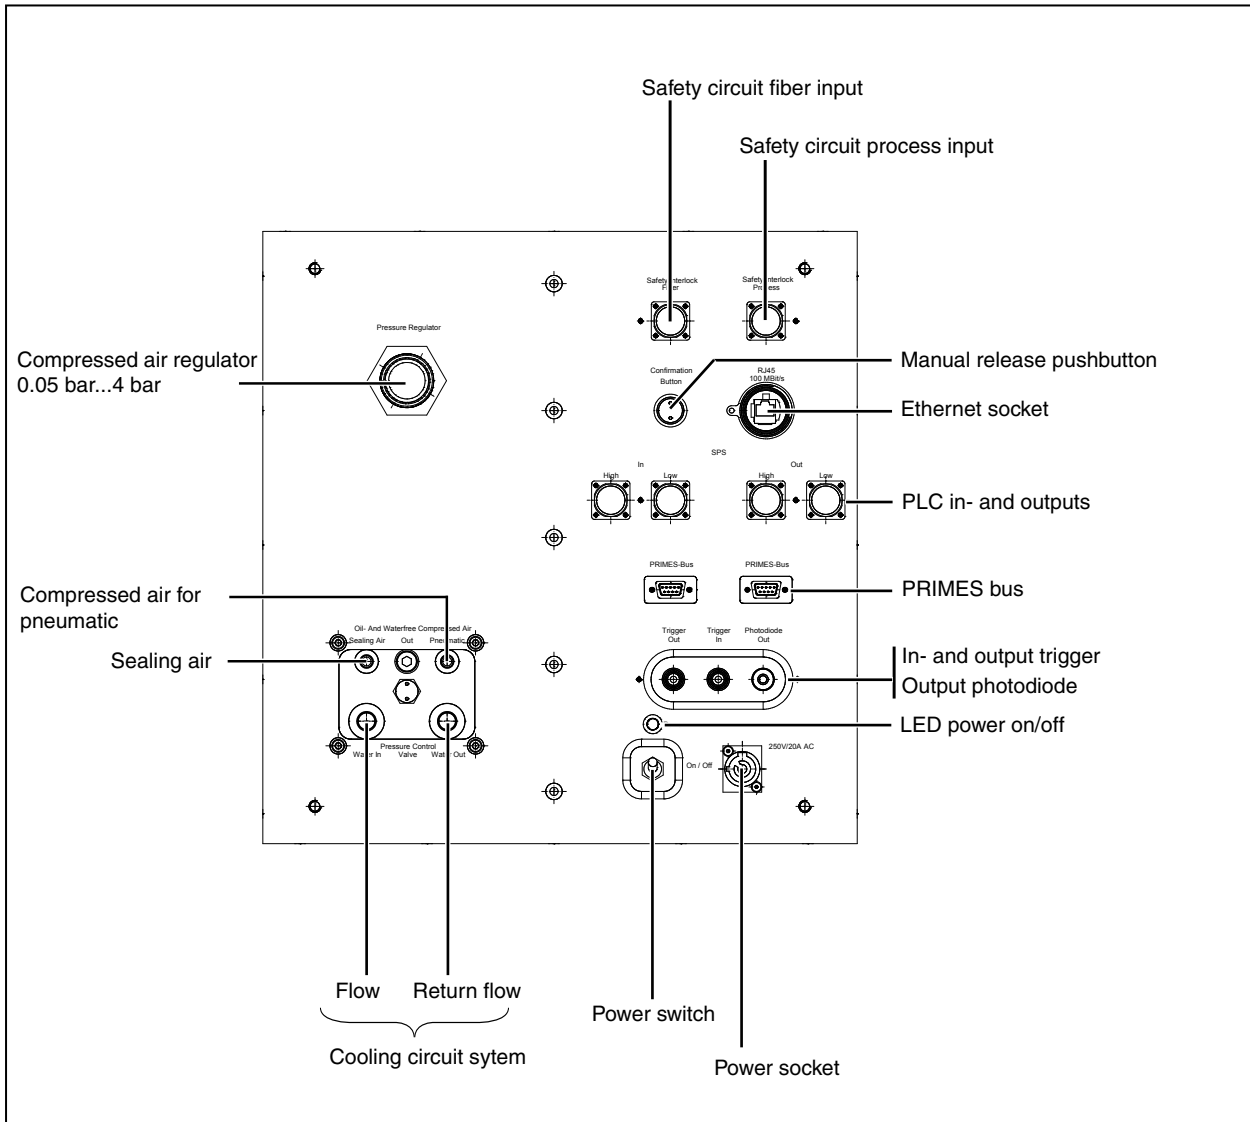 Safety circuit fiber input
Safety circuit process input
Safety Interlock
Fiber
Safety Interlock
Process
Pressure Regulator
Compressed air regulator
0.05 bar...4 bar
Confirmation
Button
RJ45
100 MBit/s
Manual release pushbutton
Ethernet socket
SPS
In
Out
High
Low
High
Low
PLC in- and outputs
PRIMES-Bus
PRIMES-Bus
PRIMES bus
Compressed air for
pneumatic
Sealing air
Oil- And Waterfree Compressed Air
Sealing Air
Out
Pneumatic
Pressure Control
Water In
Valve
Water Out
Trigger
Out
Trigger
In
Photodiode
Out
In- and output trigger
Output photodiode
LED power on/off
On / Off
250V/20A AC
Flow
Return flow
Cooling circuit sytem
Power switch
Power socket